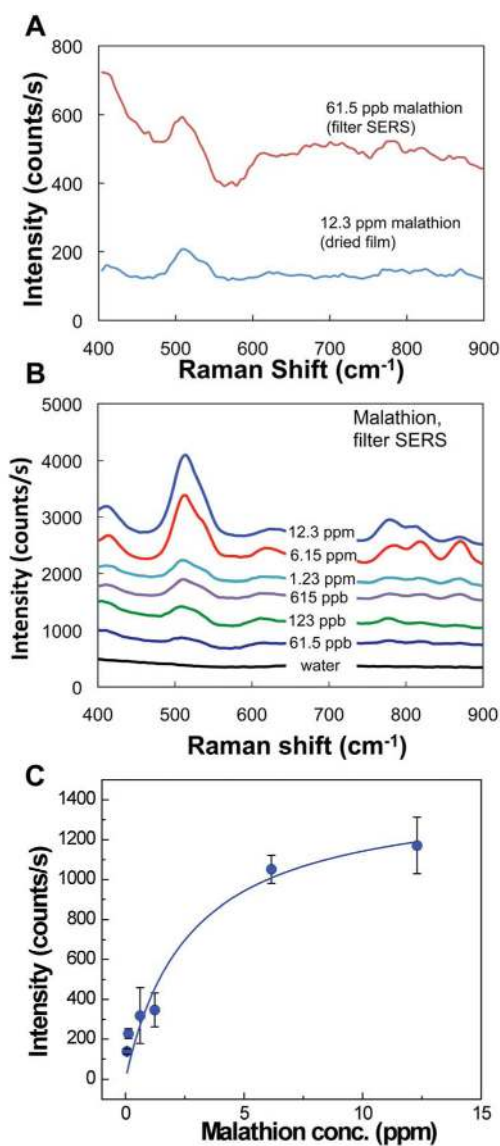 A
800
600
400
200
0
Intensity (counts/s)
61.5 ppb malathion
(filter SERS)
12.3 ppm malathion
(dried film)
400 500 600 700 800 900
Raman Shift (cm⁻¹)
B
5000
4000
3000
2000
1000
0
Intensity (counts/s)
Malathion,
filter SERS
12.3 ppm
6.15 ppm
1.23 ppm
615 ppb
123 ppb
61.5 ppb
water
400 500 600 700 800 900
Raman shift (cm⁻¹)
C
1400
1200
1000
800
600
400
200
0
Intensity (counts/s)
0 5 10 15
Malathion conc. (ppm)